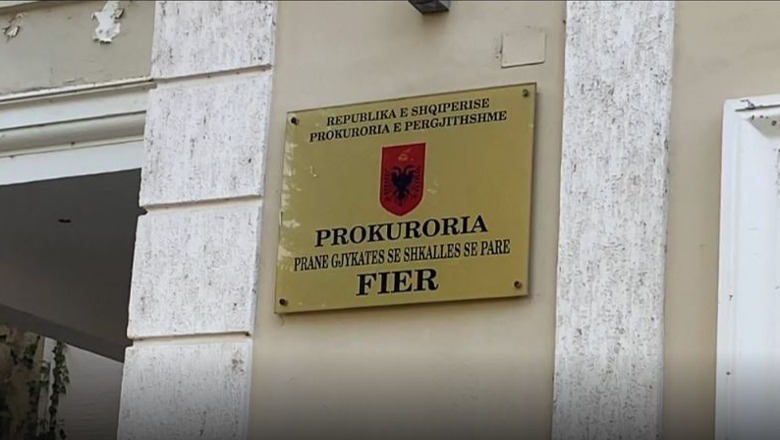 REPUBLIKA E SHQIPERISE
PROKURORIA E PERGJITHSHME
PROKURORIA
PRANE GJYKATES SE SHKALLES SE PARE
FIER